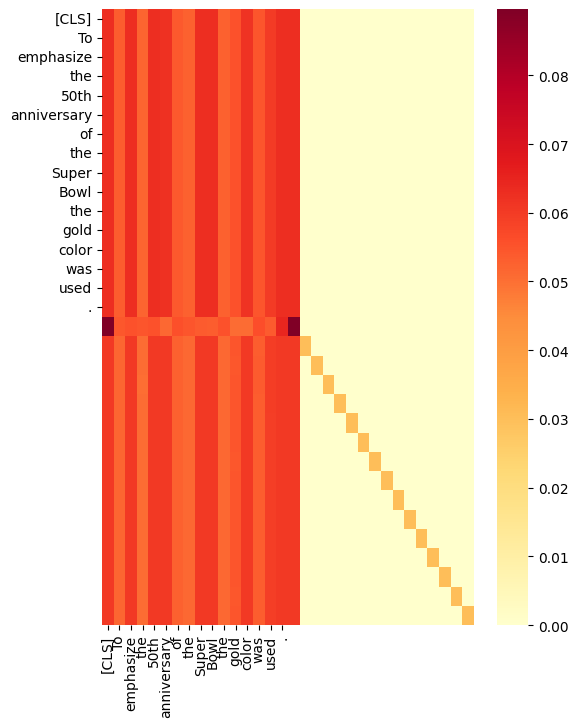 [CLS]
To
emphasize
the
50th
anniversary
of
the
Super
Bowl
the
gold
color
was
used
.
0.08
0.07
0.06
0.05
0.04
0.03
0.02
0.01
0.00
[CLS]
To
emphasize
the
50th
anniversary
of
the
Super
Bowl
the
gold
color
was
used
.